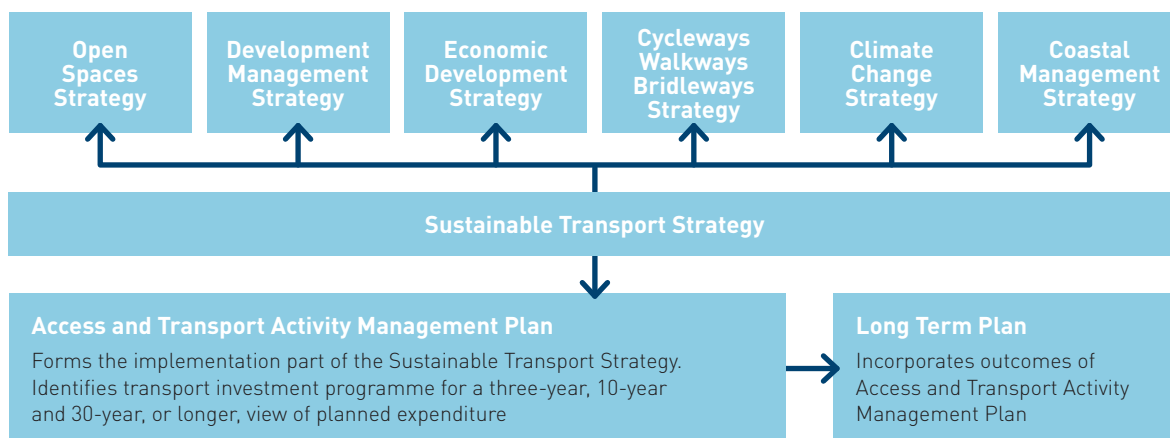 Open
Spaces
Strategy
Development
Management
Strategy
Economic
Development
Strategy
Cycleways
Walkways
Bridleways
Strategy
Climate
Change
Strategy
Coastal
Management
Strategy
Sustainable Transport Strategy
Access and Transport Activity Management Plan
Forms the implementation part of the Sustainable Transport Strategy.
Identifies transport investment programme for a three-year, 10-year
and 30-year, or longer, view of planned expenditure
Long Term Plan
Incorporates outcomes of
Access and Transport Activity
Management Plan